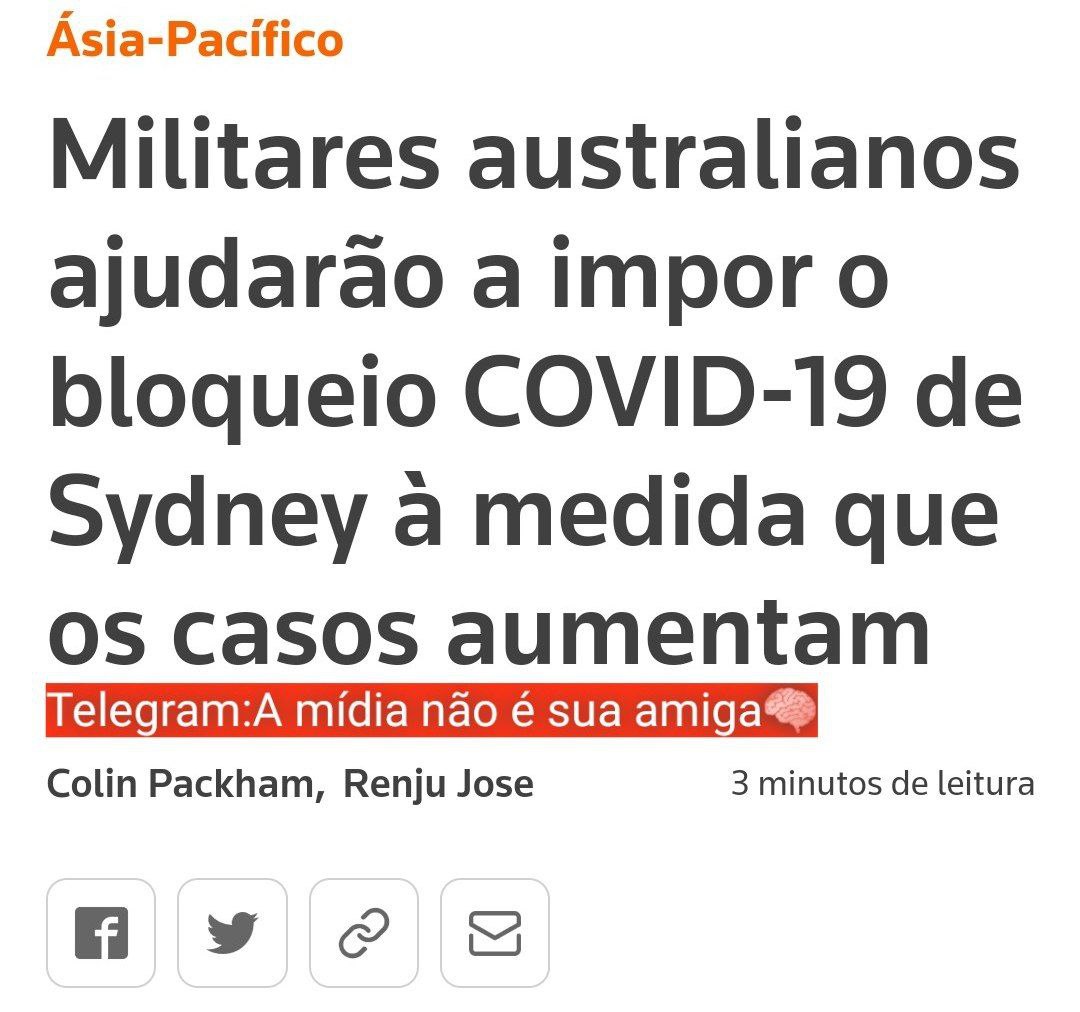 Ásia-Pacífico
Militares australianos
ajudarão a impor o
bloqueio COVID-19 de
Sydney à medida que
os casos aumentam
Telegram:A mídia não é sua amiga🧠
Colin Packham, Renju Jose
3 minutos de leitura